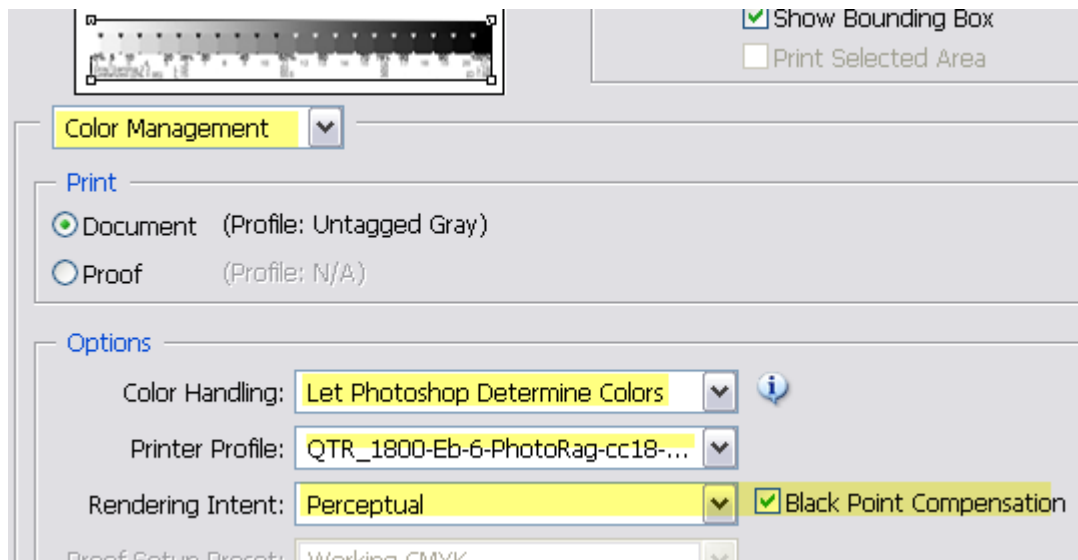 Show Bounding Box
Print Selected Area
Color Management
Print
Document (Profile: Untagged Gray)
Proof (Profile: N/A)
Options
Color Handling: Let Photoshop Determine Colors
Printer Profile: QTR_1800-Eb-6-PhotoRag-cc18-...
Rendering Intent: Perceptual Black Point Compensation
Proof Setup Preset: Working CMYK